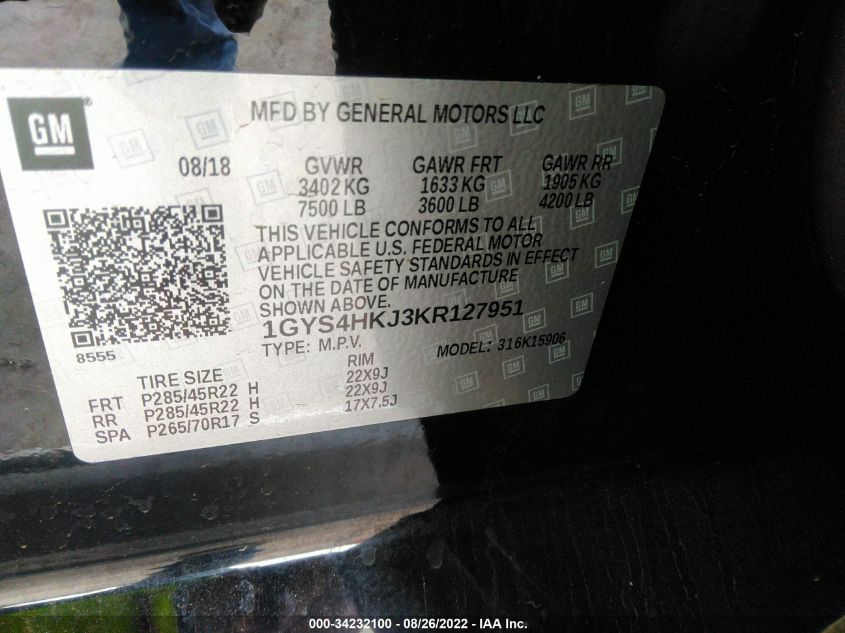 GM ®
MFD BY GENERAL MOTORS LLC
08/18 GVWR GAWR FRT GAWR RR
3402 KG 1633 KG 1905 KG
7500 LB 3600 LB 4200 LB
THIS VEHICLE CONFORMS TO ALL
APPLICABLE U.S. FEDERAL MOTOR
VEHICLE SAFETY STANDARDS IN EFFECT
ON THE DATE OF MANUFACTURE
SHOWN ABOVE.
1GYS4HKJ3KR127951
8555
TYPE: M.P.V. MODEL: 316K15906
TIRE SIZE RIM
FRT P285/45R22 H 22X9J
RR P285/45R22 H 22X9J
SPA P265/70R17 S 17X7.5J
000-34232100 - 08/26/2022 - IAA Inc.